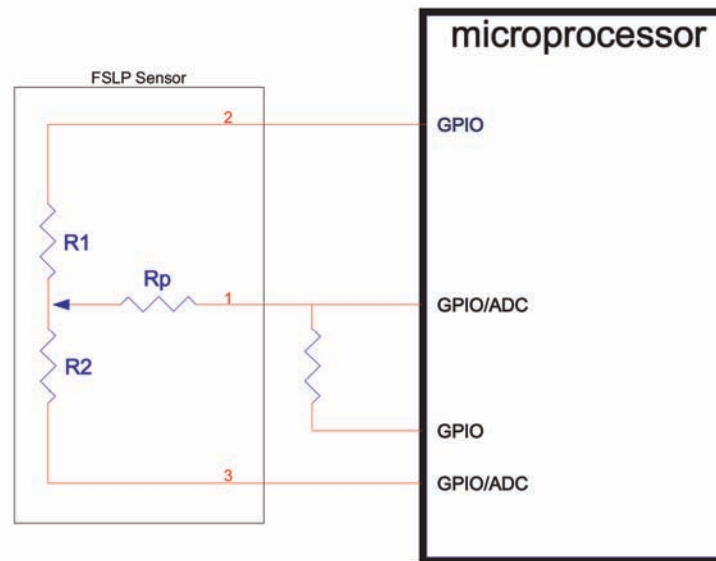 microprocessor
FSLP Sensor
2
GPIO
R1
Rp
1
GPIO/ADC
R2
GPIO
3
GPIO/ADC